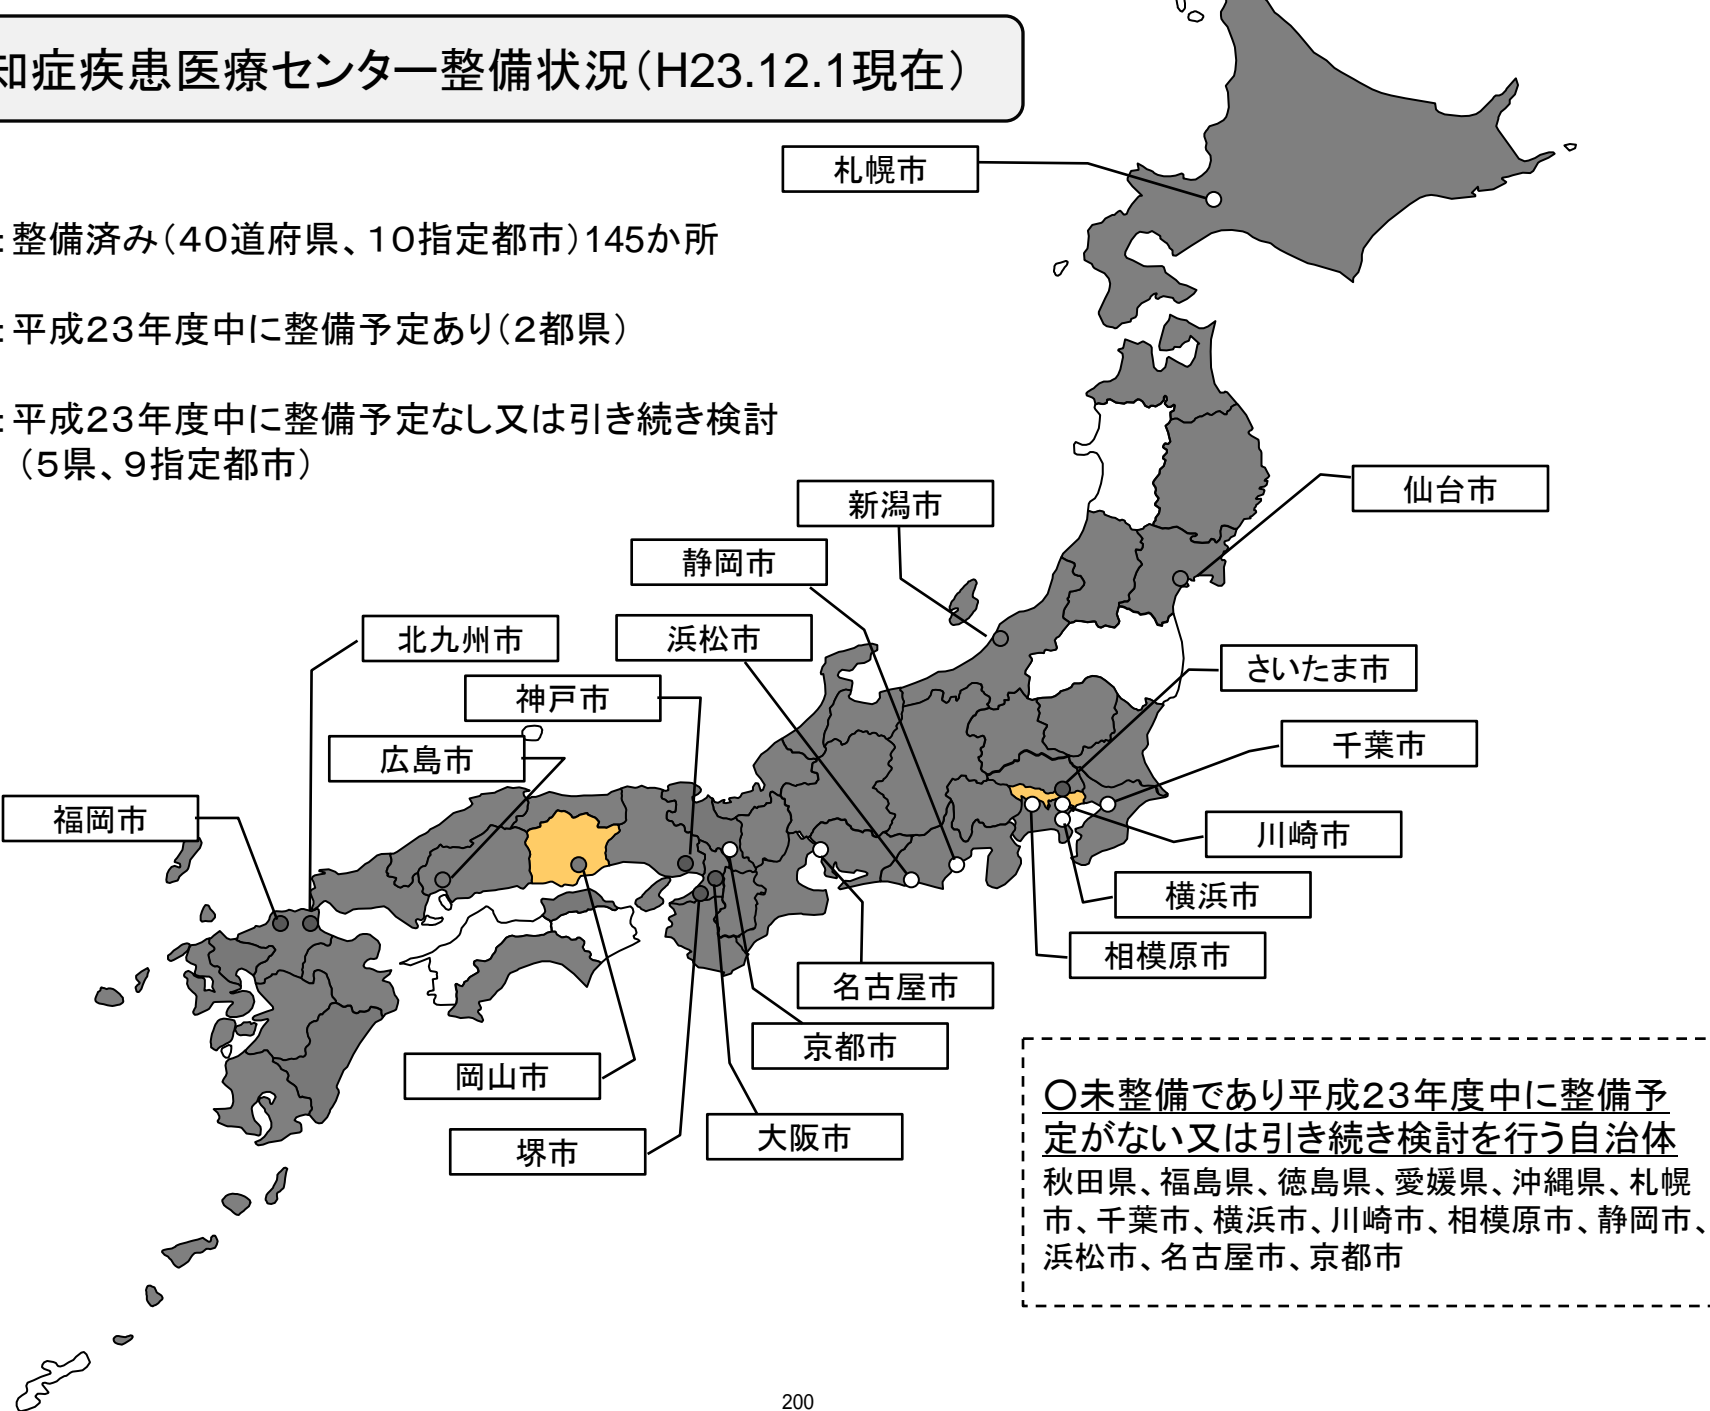 知症疾患医療センター整備状況（H23.12.1現在）
札幌市
：整備済み（４０道府県、１０指定都市）145か所
：平成２３年度中に整備予定あり（２都県）
：平成２３年度中に整備予定なし又は引き続き検討
（５県、９指定都市）
仙台市
新潟市
静岡市
北九州市
浜松市
さいたま市
神戸市
千葉市
広島市
福岡市
川崎市
横浜市
相模原市
名古屋市
京都市
岡山市
大阪市
堺市
〇未整備であり平成２３年度中に整備予
定がない又は引き続き検討を行う自治体
秋田県、福島県、徳島県、愛媛県、沖縄県、札幌
市、千葉市、横浜市、川崎市、相模原市、静岡市、
浜松市、名古屋市、京都市
200